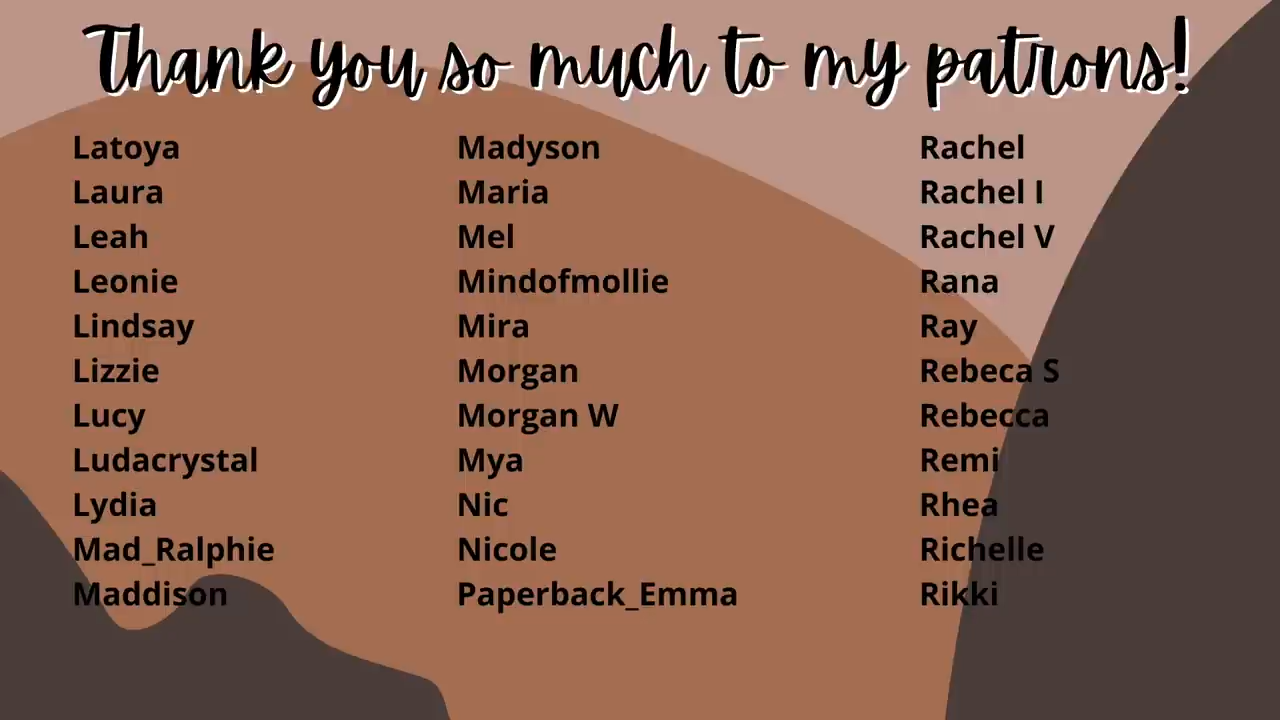 Thank you so much to my patrons!
Latoya
Laura
Leah
Leonie
Lindsay
Lizzie
Lucy
Ludacrystal
Lydia
Mad_Ralphie
Maddison
Madyson
Maria
Mel
Mindofmollie
Mira
Morgan
Morgan W
Mya
Nic
Nicole
Paperback_Emma
Rachel
Rachel I
Rachel V
Rana
Ray
Rebeca S
Rebecca
Remi
Rhea
Richelle
Rikki